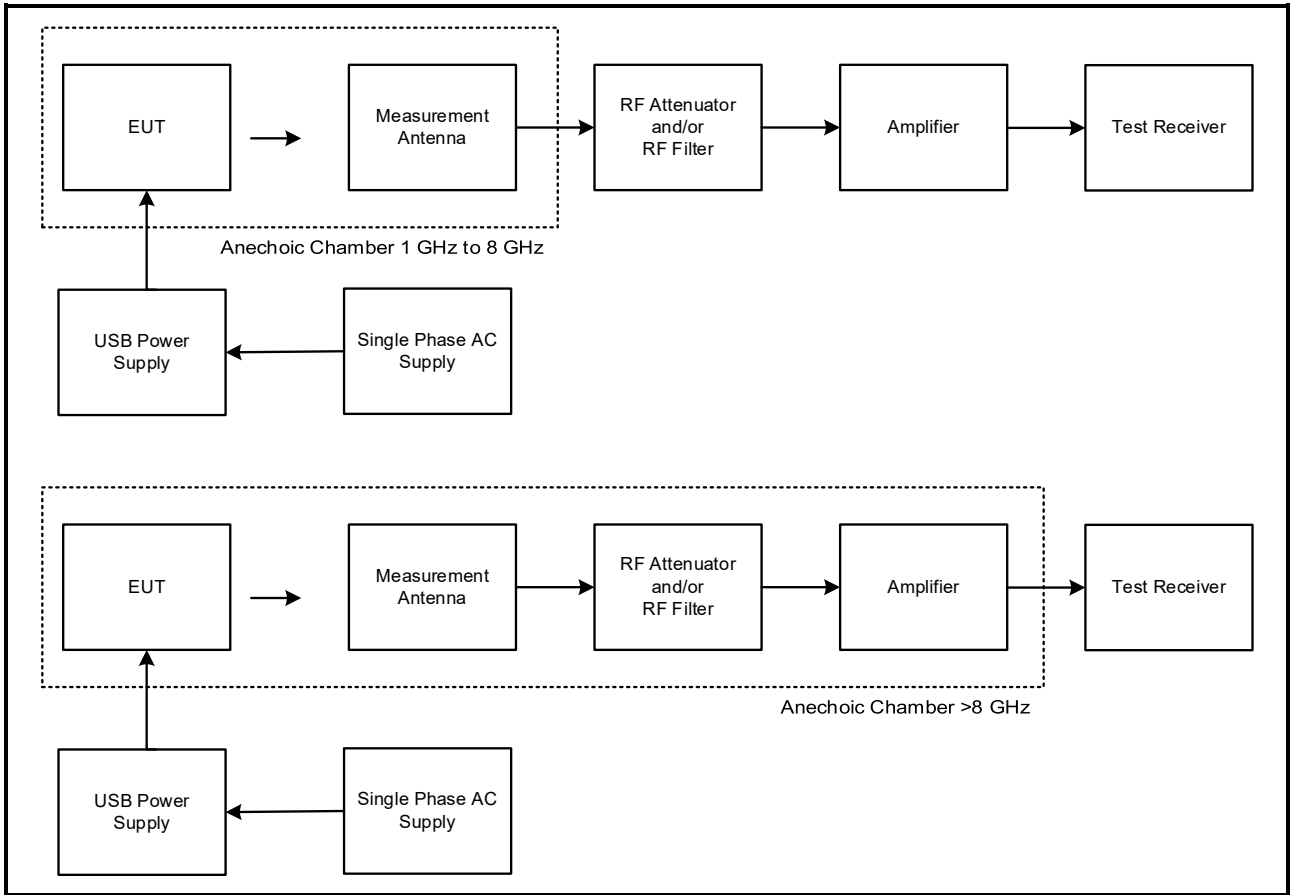 EUT
Measurement
Antenna
RF Attenuator
and/or
RF Filter
Amplifier
Test Receiver
Anechoic Chamber 1 GHz to 8 GHz
USB Power
Supply
Single Phase AC
Supply
EUT
Measurement
Antenna
RF Attenuator
and/or
RF Filter
Amplifier
Test Receiver
Anechoic Chamber >8 GHz
USB Power
Supply
Single Phase AC
Supply